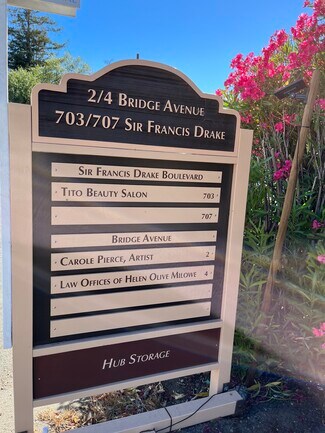 2/4 Bridge Avenue
703/707 Sir Francis Drake
Sir Francis Drake Boulevard
Tito Beauty Salon 703
707
Bridge Avenue
Carole Pierce, Artist 2
Law Offices of Helen Olive Milowe 4
Hub Storage